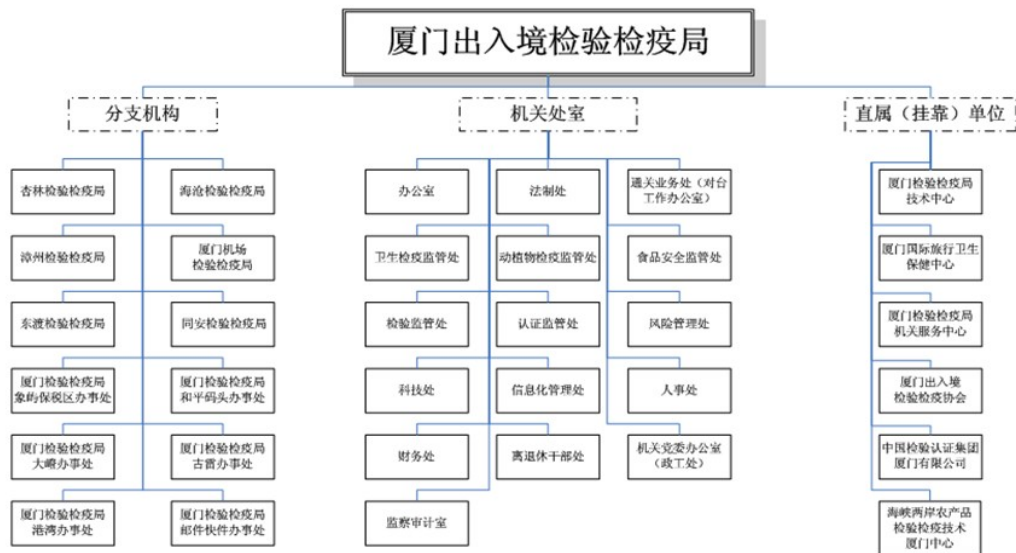 厦门出入境检验检疫局
分支机构
机关处室
直属（挂靠）单位
杏林检验检疫局
海沧检验检疫局
漳州检验检疫局
厦门机场
检验检疫局
东渡检验检疫局
同安检验检疫局
厦门检验检疫局
象屿保税区办事处
厦门检验检疫局
和平码头办事处
厦门检验检疫局
大嶝办事处
厦门检验检疫局
古雷办事处
厦门检验检疫局
港湾办事处
厦门检验检疫局
邮件快件办事处
办公室
法制处
通关业务处（对台
工作办公室）
卫生检疫监管处
动植物检疫监管处
食品安全监管处
检验监管处
认证监管处
风险管理处
科技处
信息化管理处
人事处
财务处
离退休干部处
机关党委办公室
（政工处）
监察审计室
厦门检验检疫局
技术中心
厦门国际旅行卫生
保健中心
厦门检验检疫局
机关服务中心
厦门出入境
检验检疫协会
中国检验认证集团
厦门有限公司
海峡两岸农产品
检验检疫技术
厦门中心